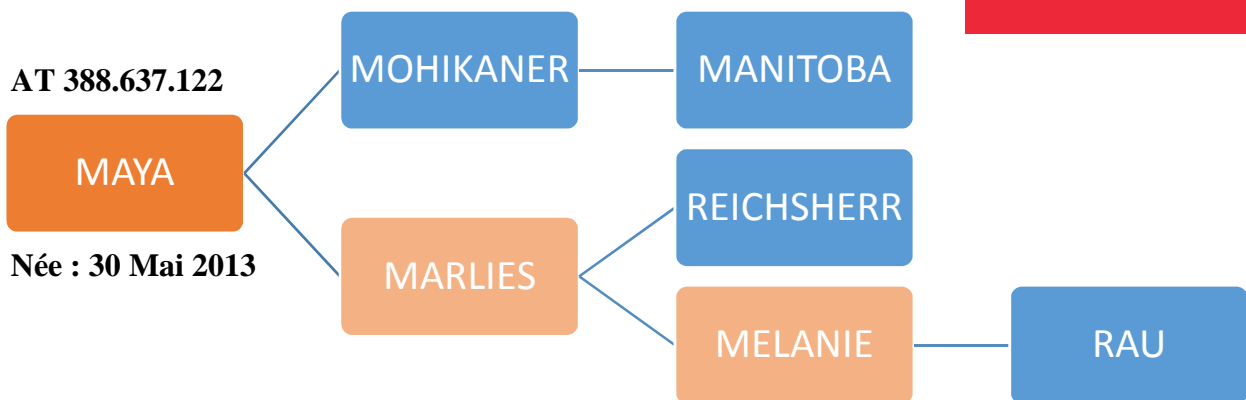 AT 388.637.122
MAYA
Née : 30 Mai 2013
MOHIKANER
MANITOBA
MARLIES
REICHSHERR
MELANIE
RAU